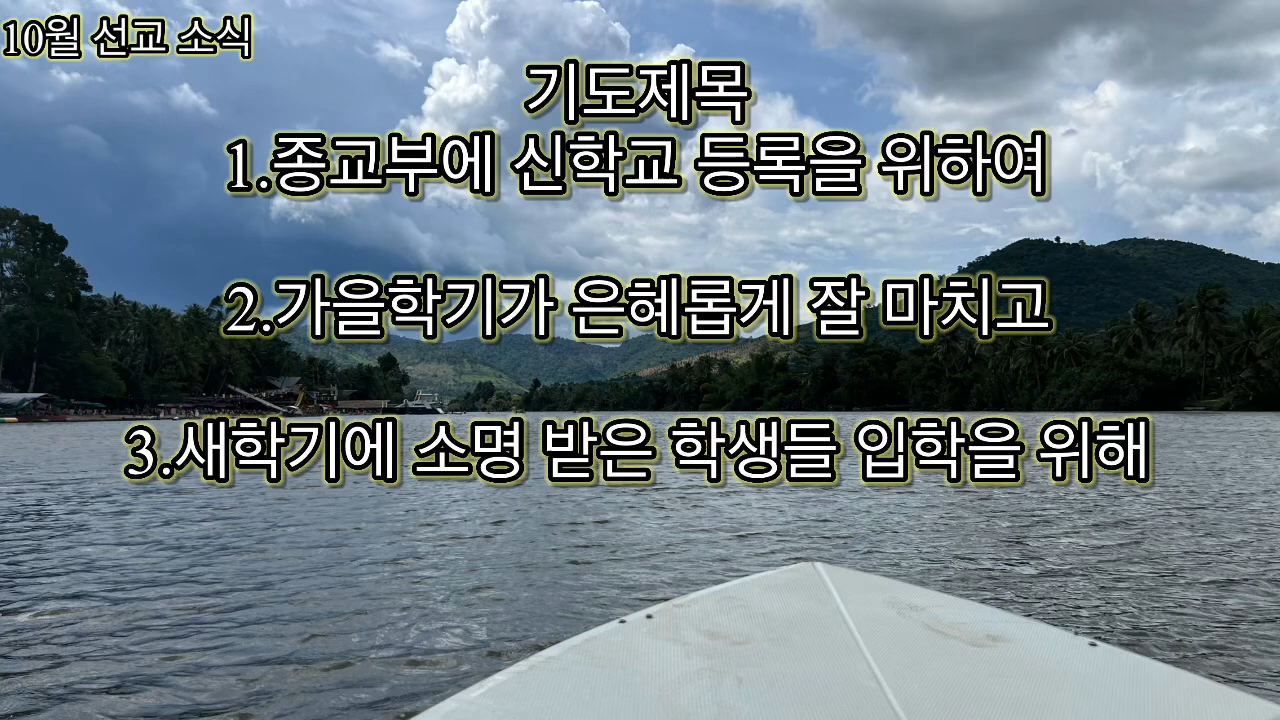 10월 선교 소식
기도제목
1.종교부에 신학교 등록을 위하여
2.가을학기가 은혜롭게 잘 마치고
3.새학기에 소명 받은 학생들 입학을 위해